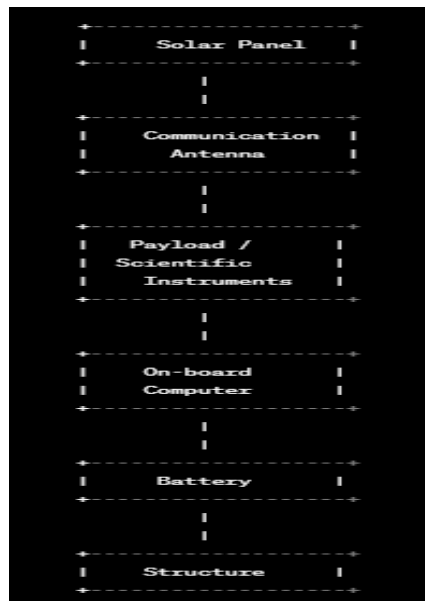 Solar Panel
Communication
Antenna
Payload /
Scientific
Instruments
On-board
Computer
Battery
Structure